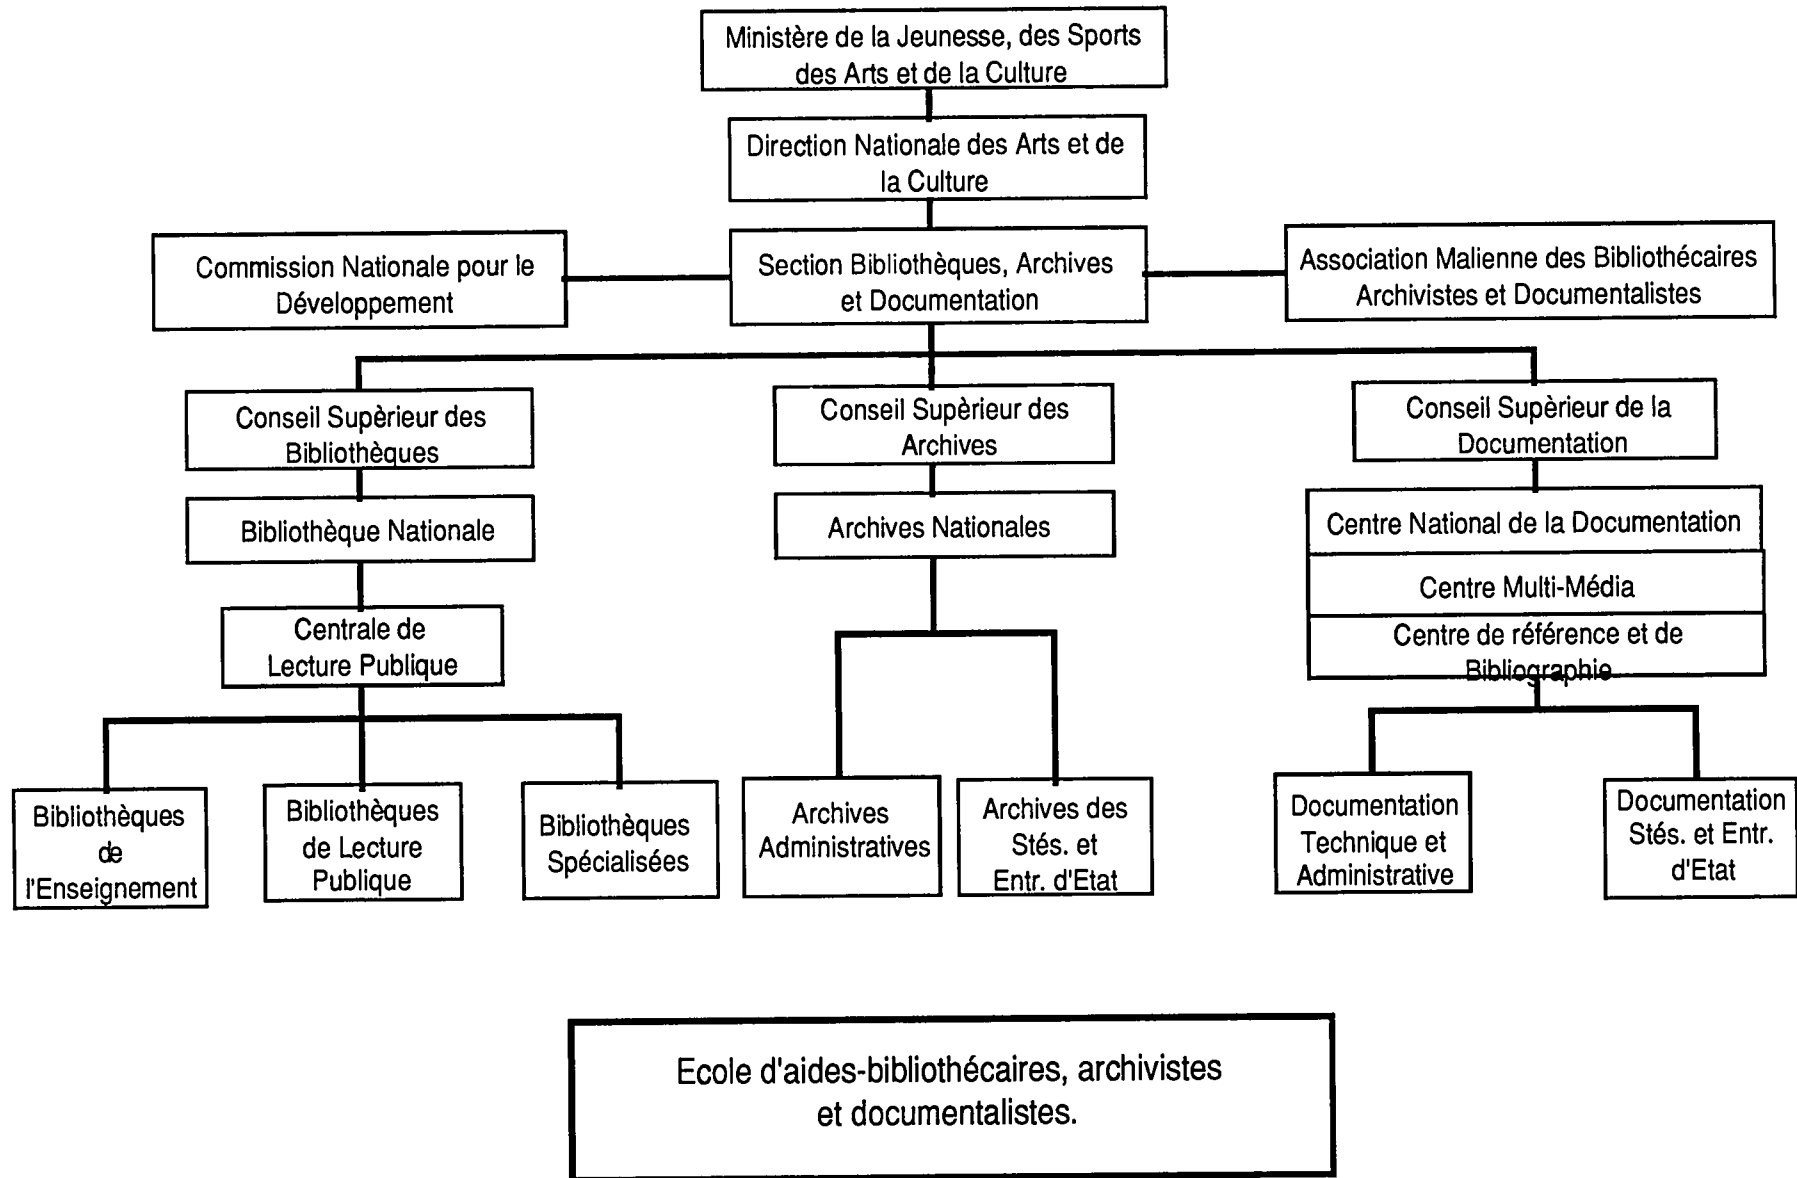 Ministère de la Jeunesse, des Sports
des Arts et de la Culture
Direction Nationale des Arts et de
la Culture
Commission Nationale pour le
Développement
Section Bibliothèques, Archives
et Documentation
Association Malienne des Bibliothécaires
Archivistes et Documentalistes
Conseil Supèrieur des
Bibliothèques
Conseil Supèrieur des
Archives
Conseil Supèrieur de la
Documentation
Bibliothèque Nationale
Archives Nationales
Centre National de la Documentation
Centre Multi-Média
Centre de référence et de
Bibliographie
Centrale de
Lecture Publique
Bibliothèques
de
l'Enseignement
Bibliothèques
de Lecture
Publique
Bibliothèques
Spécialisées
Archives
Administratives
Archives des
Stés. et
Entr. d'Etat
Documentation
Technique et
Administrative
Documentation
Stés. et Entr.
d'Etat
Ecole d'aides-bibliothécaires, archivistes
et documentalistes.